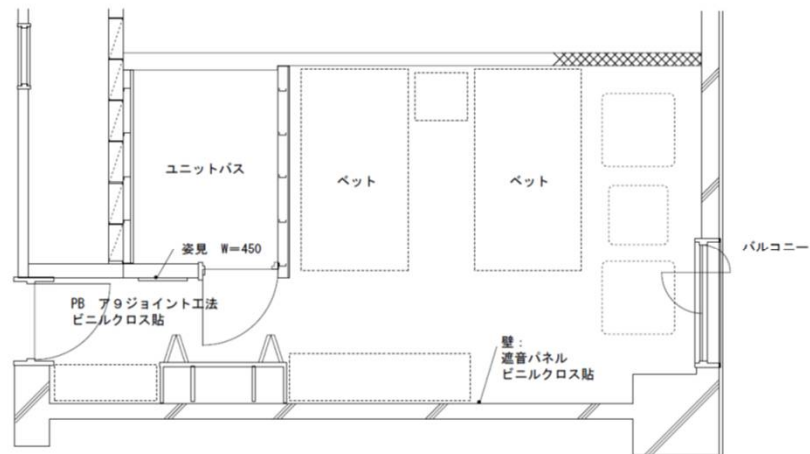 ユニットバス
ベット
ベット
バルコニー
姿見 W=450
PB ア9ジョイント工法
ビニルクロス貼
壁:
遮音パネル
ビニルクロス貼